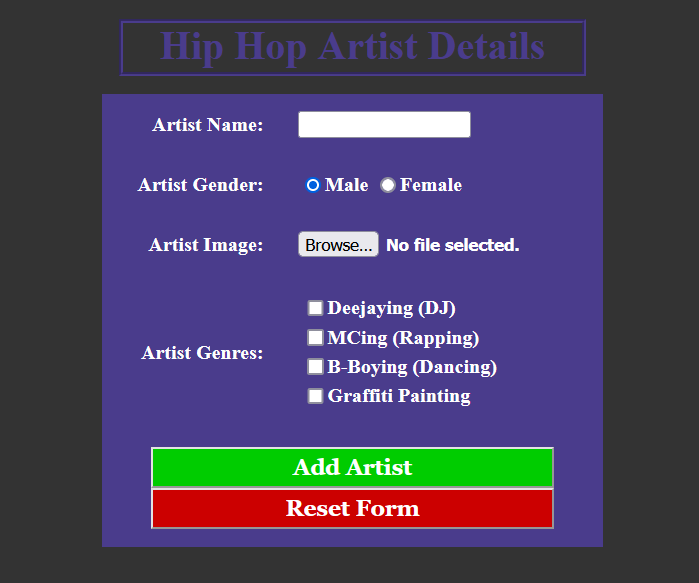 Hip Hop Artist Details
Artist Name:
Artist Gender: Male Female
Artist Image: Browse... No file selected.
Artist Genres:
Deejaying (DJ)
MCing (Rapping)
B-Boying (Dancing)
Graffiti Painting
Add Artist
Reset Form